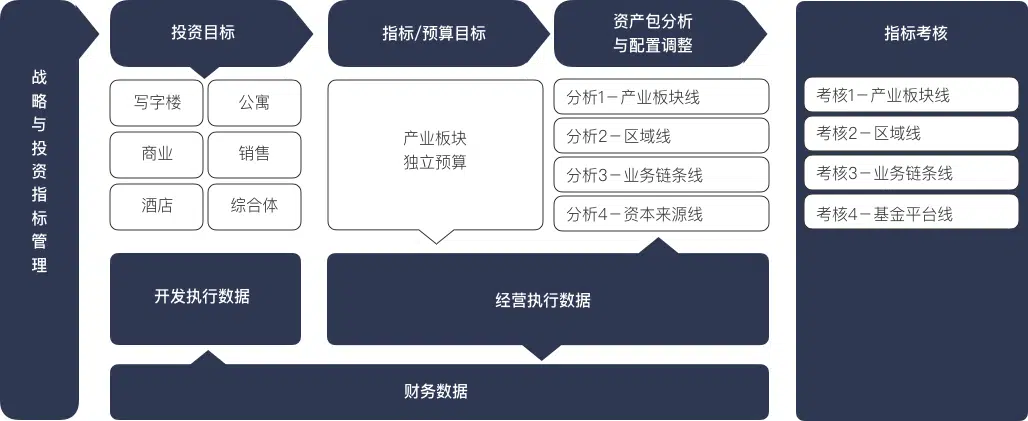 战略与投资指标管理
投资目标
写字楼
公寓
商业
销售
酒店
综合体
指标/预算目标
产业板块
独立预算
资产包分析
与配置调整
分析1－产业板块线
分析2－区域线
分析3－业务链条线
分析4－资本来源线
开发执行数据
经营执行数据
财务数据
指标考核
考核1－产业板块线
考核2－区域线
考核3－业务链条线
考核4－基金平台线